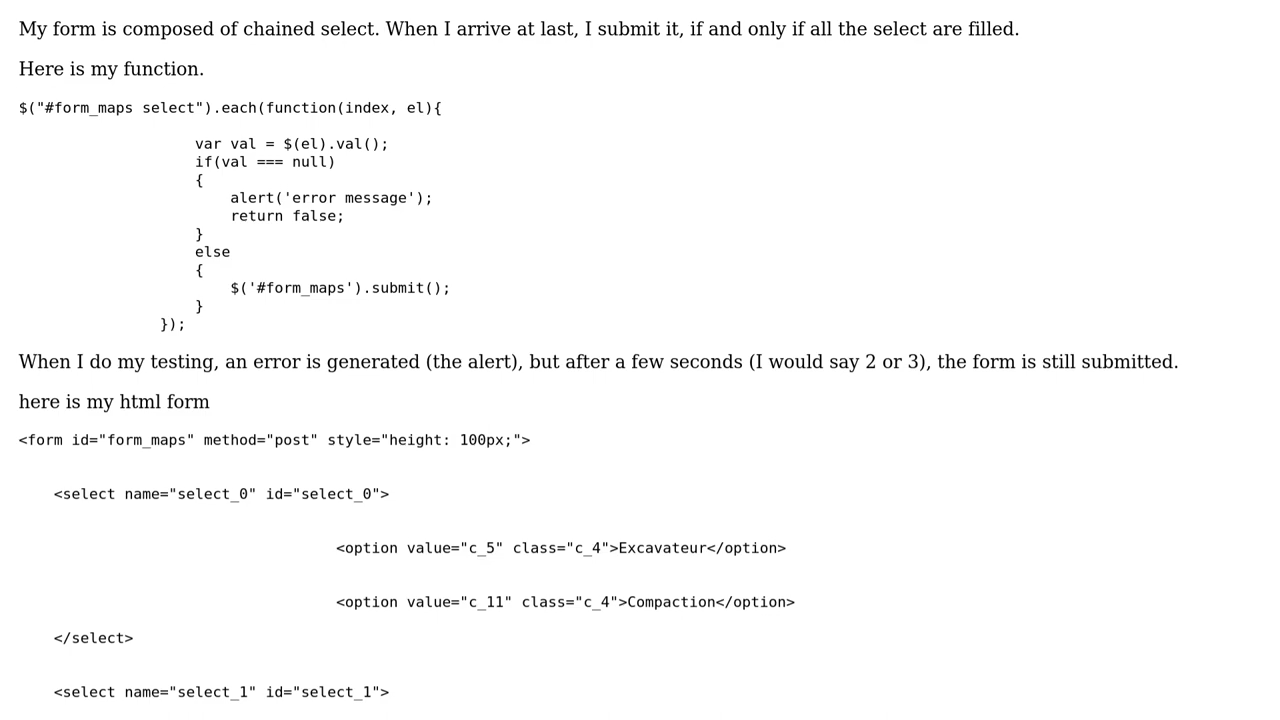 My form is composed of chained select. When I arrive at last, I submit it, if and only if all the select are filled.
Here is my function.
$("#form_maps select").each(function(index, el){
var val = $(el).val();
if(val === null)
{
alert('error message');
return false;
}
else
{
$('#form_maps').submit();
}
});
When I do my testing, an error is generated (the alert), but after a few seconds (I would say 2 or 3), the form is still submitted.
here is my html form
<form id="form_maps" method="post" style="height: 100px;">
<select name="select_0" id="select_0">
<option value="c_5" class="c_4">Excavateur</option>
<option value="c_11" class="c_4">Compaction</option>
</select>
<select name="select_1" id="select_1">